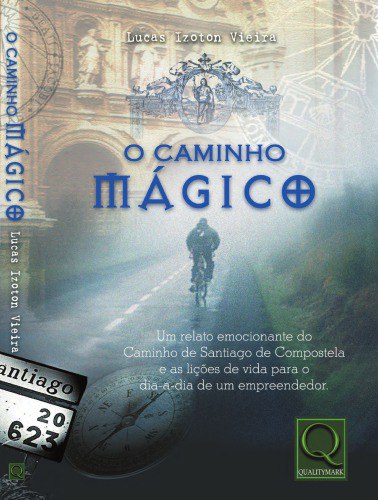 Lucas Izoton Vieira
O CAMINHO
MÁGICO
Um relato emocionante do
Caminho de Santiago de Compostela
e as lições de vida para o
dia-a-dia de um empreendedor.
Q
QUALITYMARK
O CAMINHO
MÁGICO
Lucas Izoton Vieira
antiago
20
623
Q